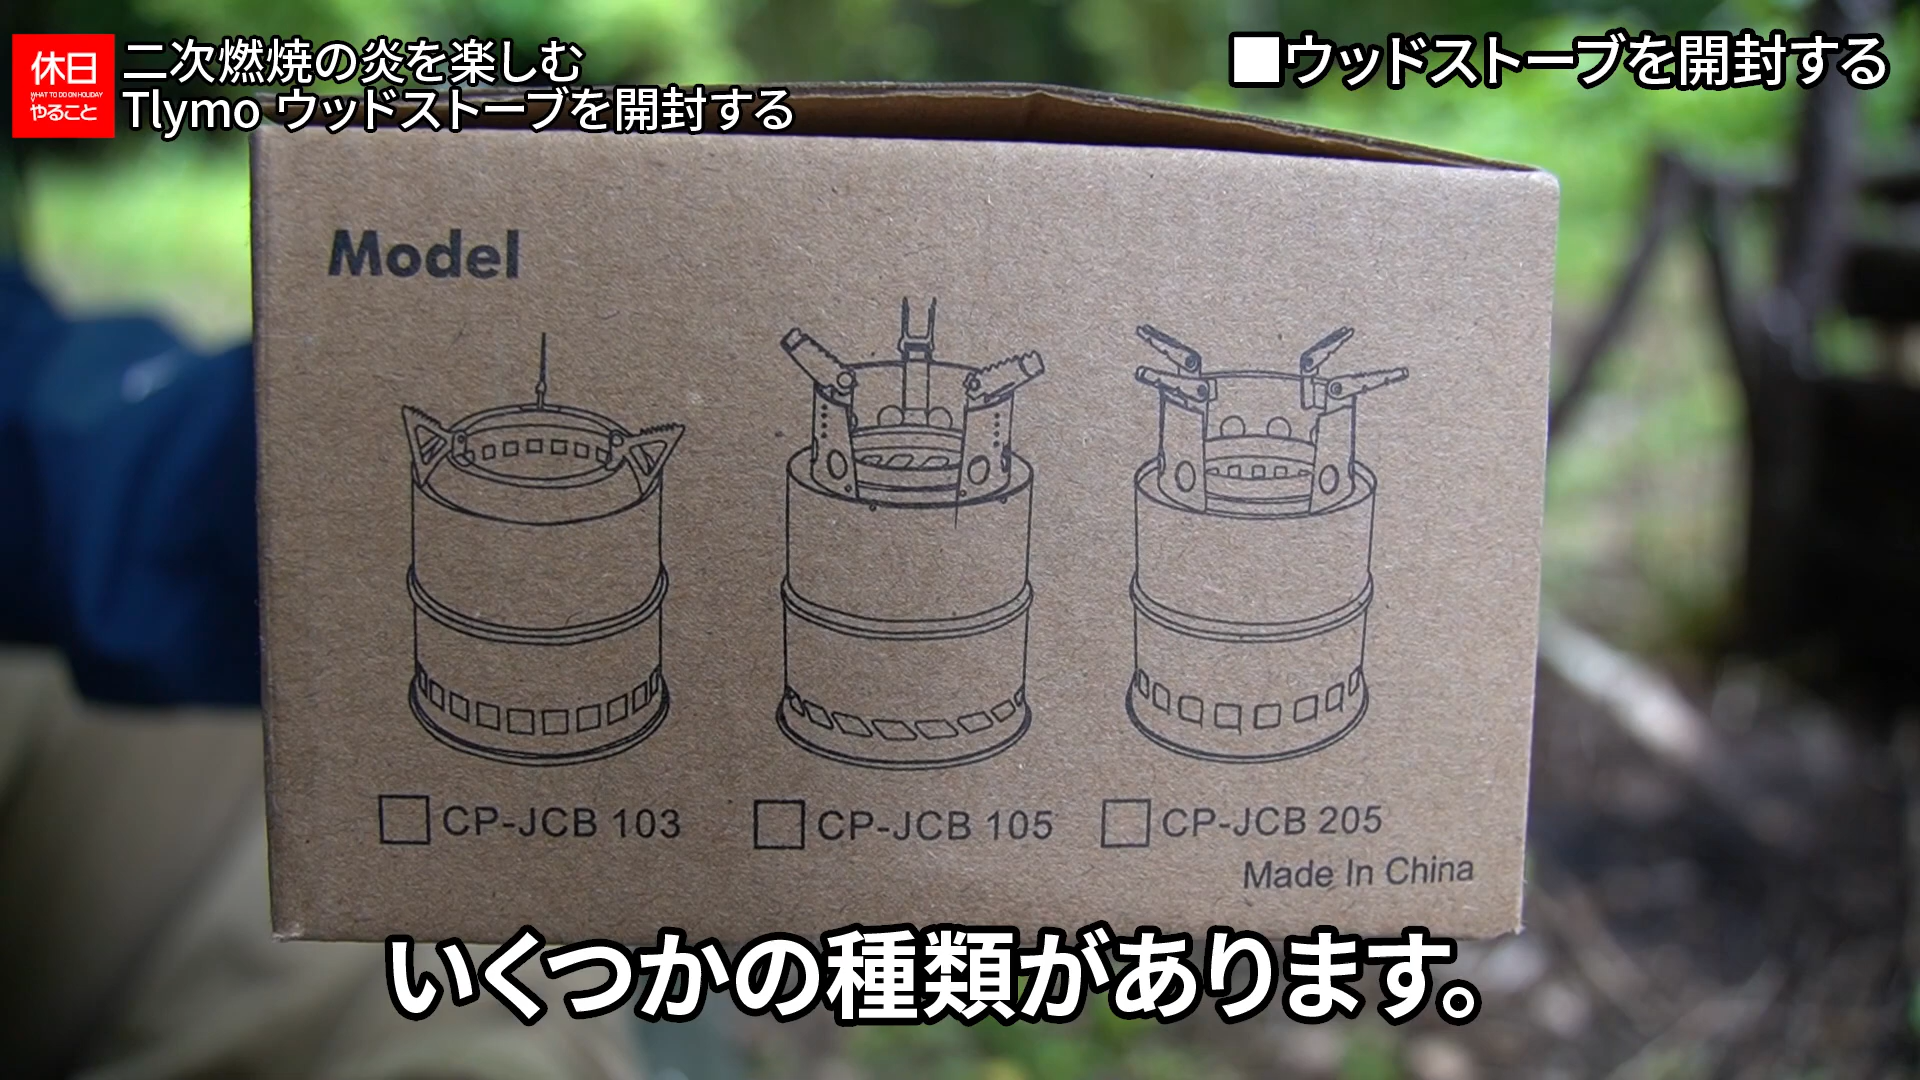 休日
WHAT TO DO ON HOLIDAY
やること
二次燃焼の炎を楽しむ
Tlymo ウッドストーブを開封する
■ウッドストーブを開封する
Model
CP-JCB 103
CP-JCB 105
CP-JCB 205
Made In China
いくつかの種類があります。